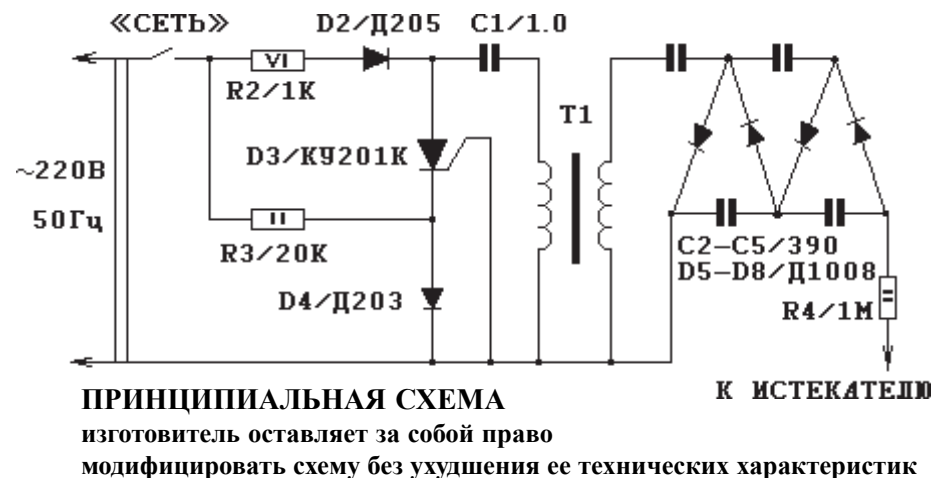 «СЕТЬ»
D2/Д205
C1/1.0
VI
R2/1K
T1
D3/КУ201К
~220В
50Гц
II
R3/20K
C2-C5/390
D5-D8/Д1008
D4/Д203
R4/1М
К ИСТЕКАТЕЛЮ
ПРИНЦИПИАЛЬНАЯ СХЕМА
изготовитель оставляет за собой право
модифицировать схему без ухудшения ее технических характеристик